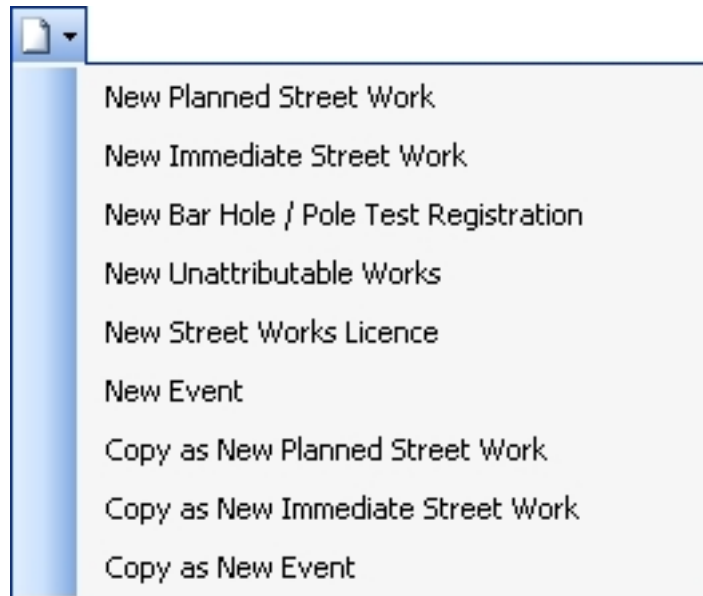 New Planned Street Work
New Immediate Street Work
New Bar Hole / Pole Test Registration
New Unattributable Works
New Street Works Licence
New Event
Copy as New Planned Street Work
Copy as New Immediate Street Work
Copy as New Event